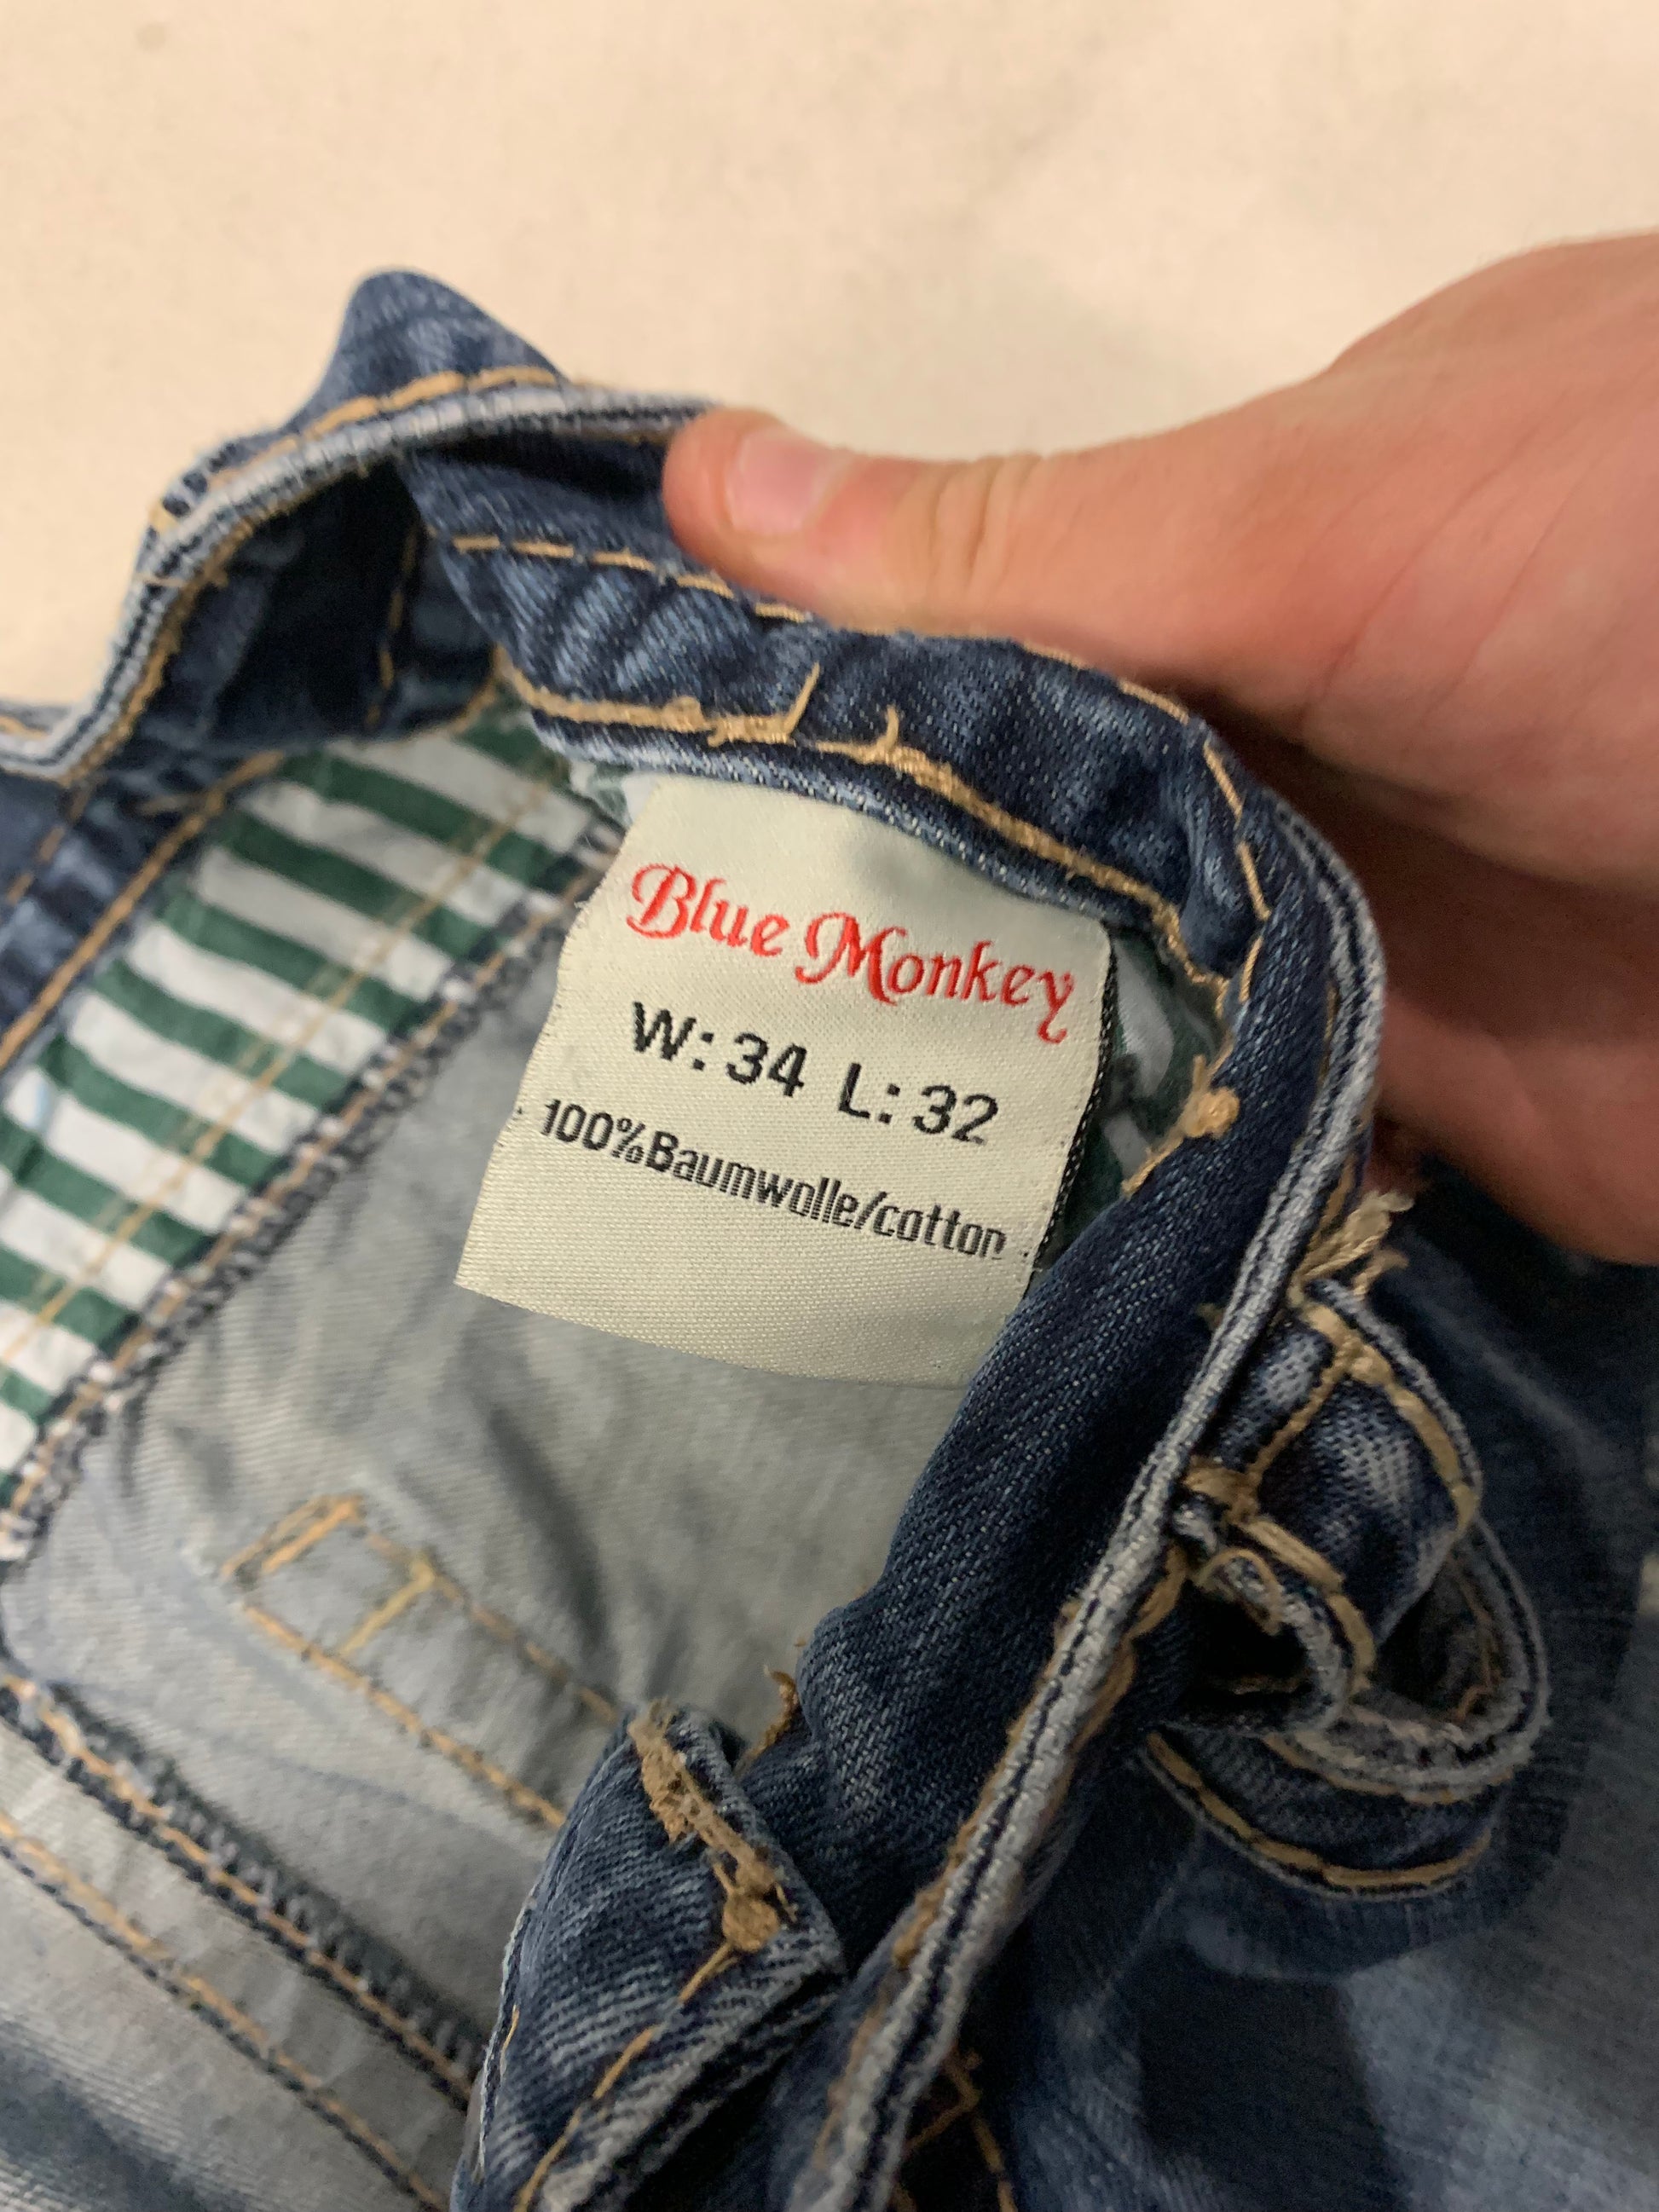 Blue Monkey
W: 34 L: 32
100%Baumwolle/cotton